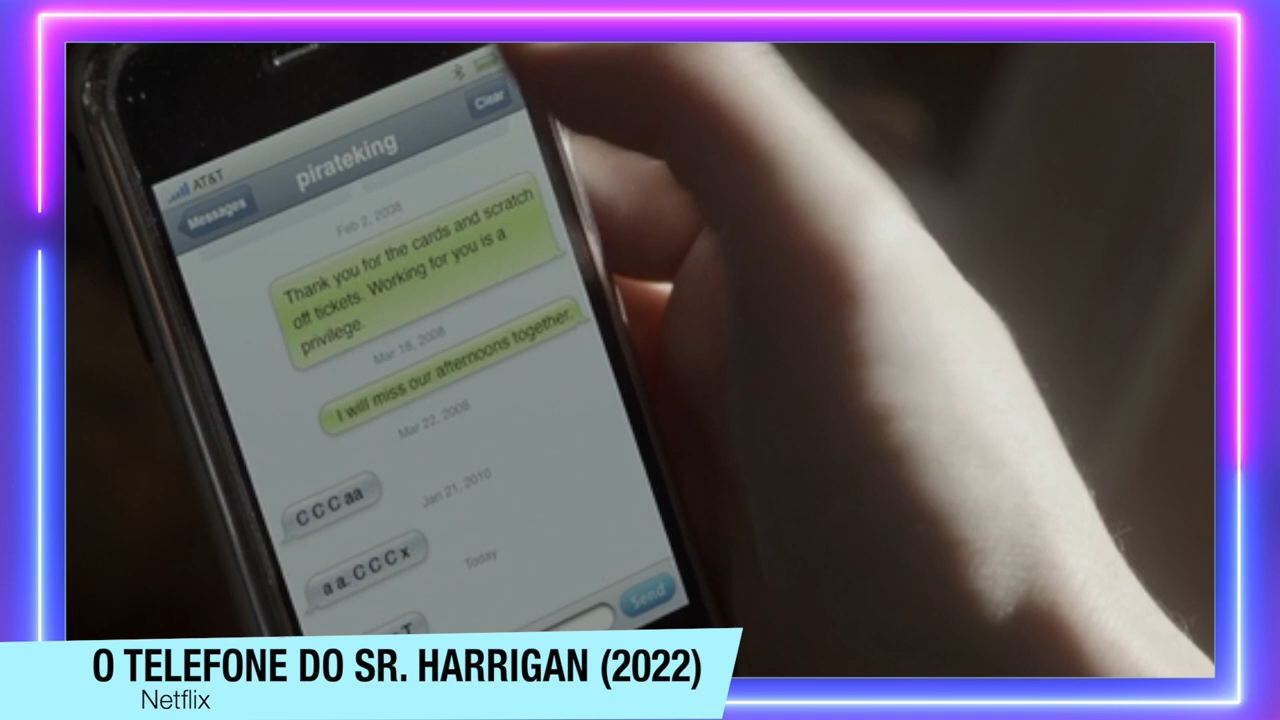 AT&T
Messages
pirateking
Clear
Feb 2, 2008
Thank you for the cards and scratch
off tickets. Working for you is a
privilege.
Mar 18, 2008
I will miss our afternoons together.
Mar 22, 2008
C C C aa
Jan 21, 2010
a a. C C C x
Today
Send
O TELEFONE DO SR. HARRIGAN (2022)
Netflix